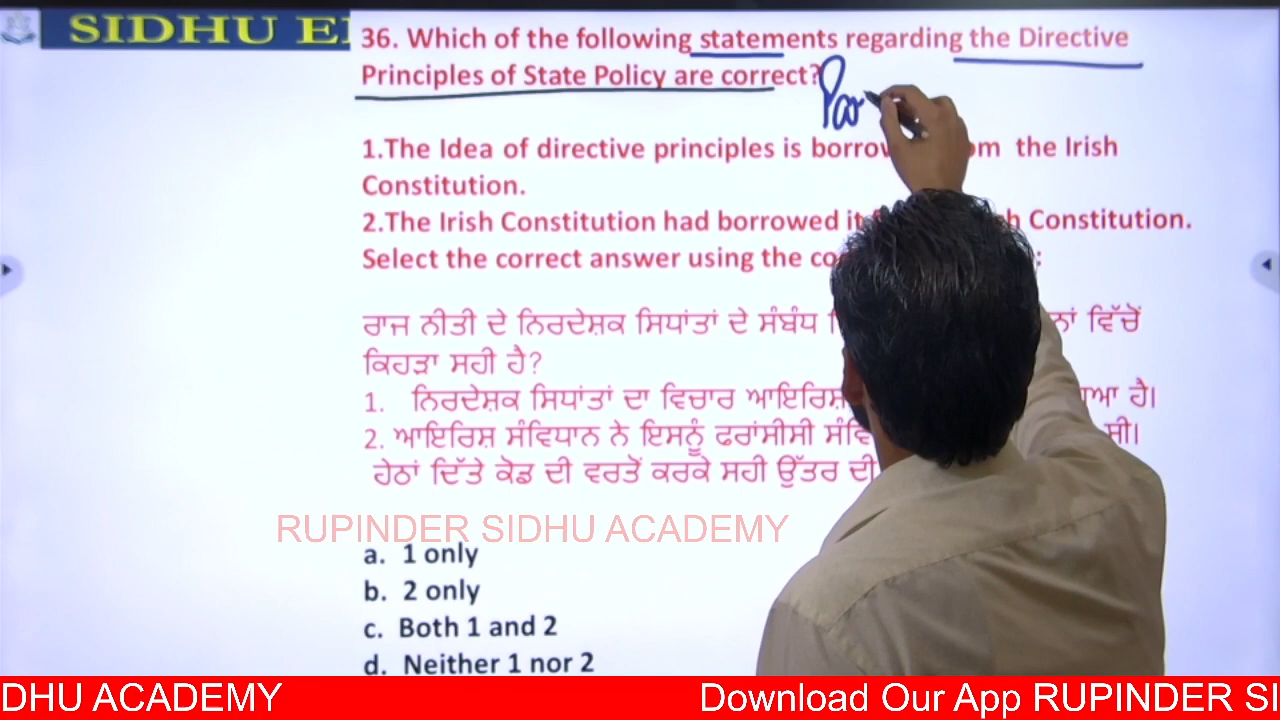 SIDHU
36. Which of the following statements regarding the Directive
Principles of State Policy are correct?
Par
1.The Idea of directive principles is the Irish
Constitution.
2.The Irish Constitution had borrowed it Constitution.
Select the correct answer using the
ਰਾਜ ਨੀਤੀ ਦੇ ਨਿਰਦੇਸ਼ਕ ਸਿਧਾਂਤਾਂ ਦੇ ਸੰਬੰਧ ਵਿੱਚੋਂ
ਕਿਹੜਾ ਸਹੀ ਹੈ?
1. ਨਿਰਦੇਸ਼ਕ ਸਿਧਾਂਤਾਂ ਦਾ ਵਿਚਾਰ ਆਇਰਿਸ਼ ਹੈ।
2. ਆਇਰਿਸ਼ ਸੰਵਿਧਾਨ ਨੇ ਇਸਨੂੰ ਫਰਾਂਸੀਸੀ ਸੀ।
ਹੇਠਾਂ ਦਿੱਤੇ ਕੋਡ ਦੀ ਵਰਤੋਂ ਕਰਕੇ ਸਹੀ ਉੱਤਰ
RUPINDER SIDHU ACADEMY
a. 1 only
b. 2 only
c. Both 1 and 2
d. Neither 1 nor 2
DHU ACADEMY Download Our App RUPINDER SI